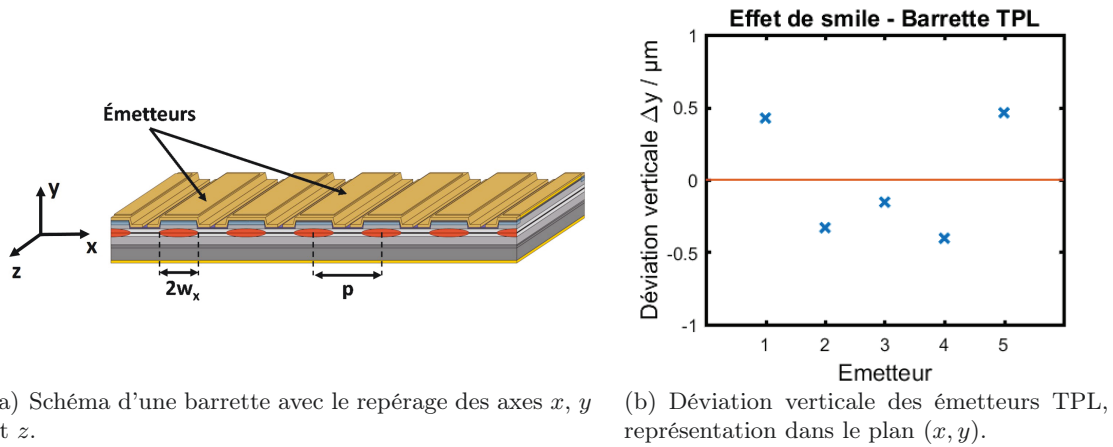 Émetteurs
y
x
z
2wx
p
a) Schéma d'une barrette avec le repérage des axes x, y
t z.
Effet de smile - Barrette TPL
Déviation verticale Δy / µm
1
0.5
0
-0.5
-1
1 2 3 4 5
Emetteur
(b) Déviation verticale des émetteurs TPL,
représentation dans le plan (x, y).